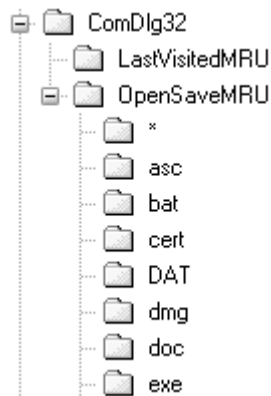 ComDlg32
LastVisitedMRU
OpenSaveMRU
*
asc
bat
cert
DAT
dmg
doc
exe